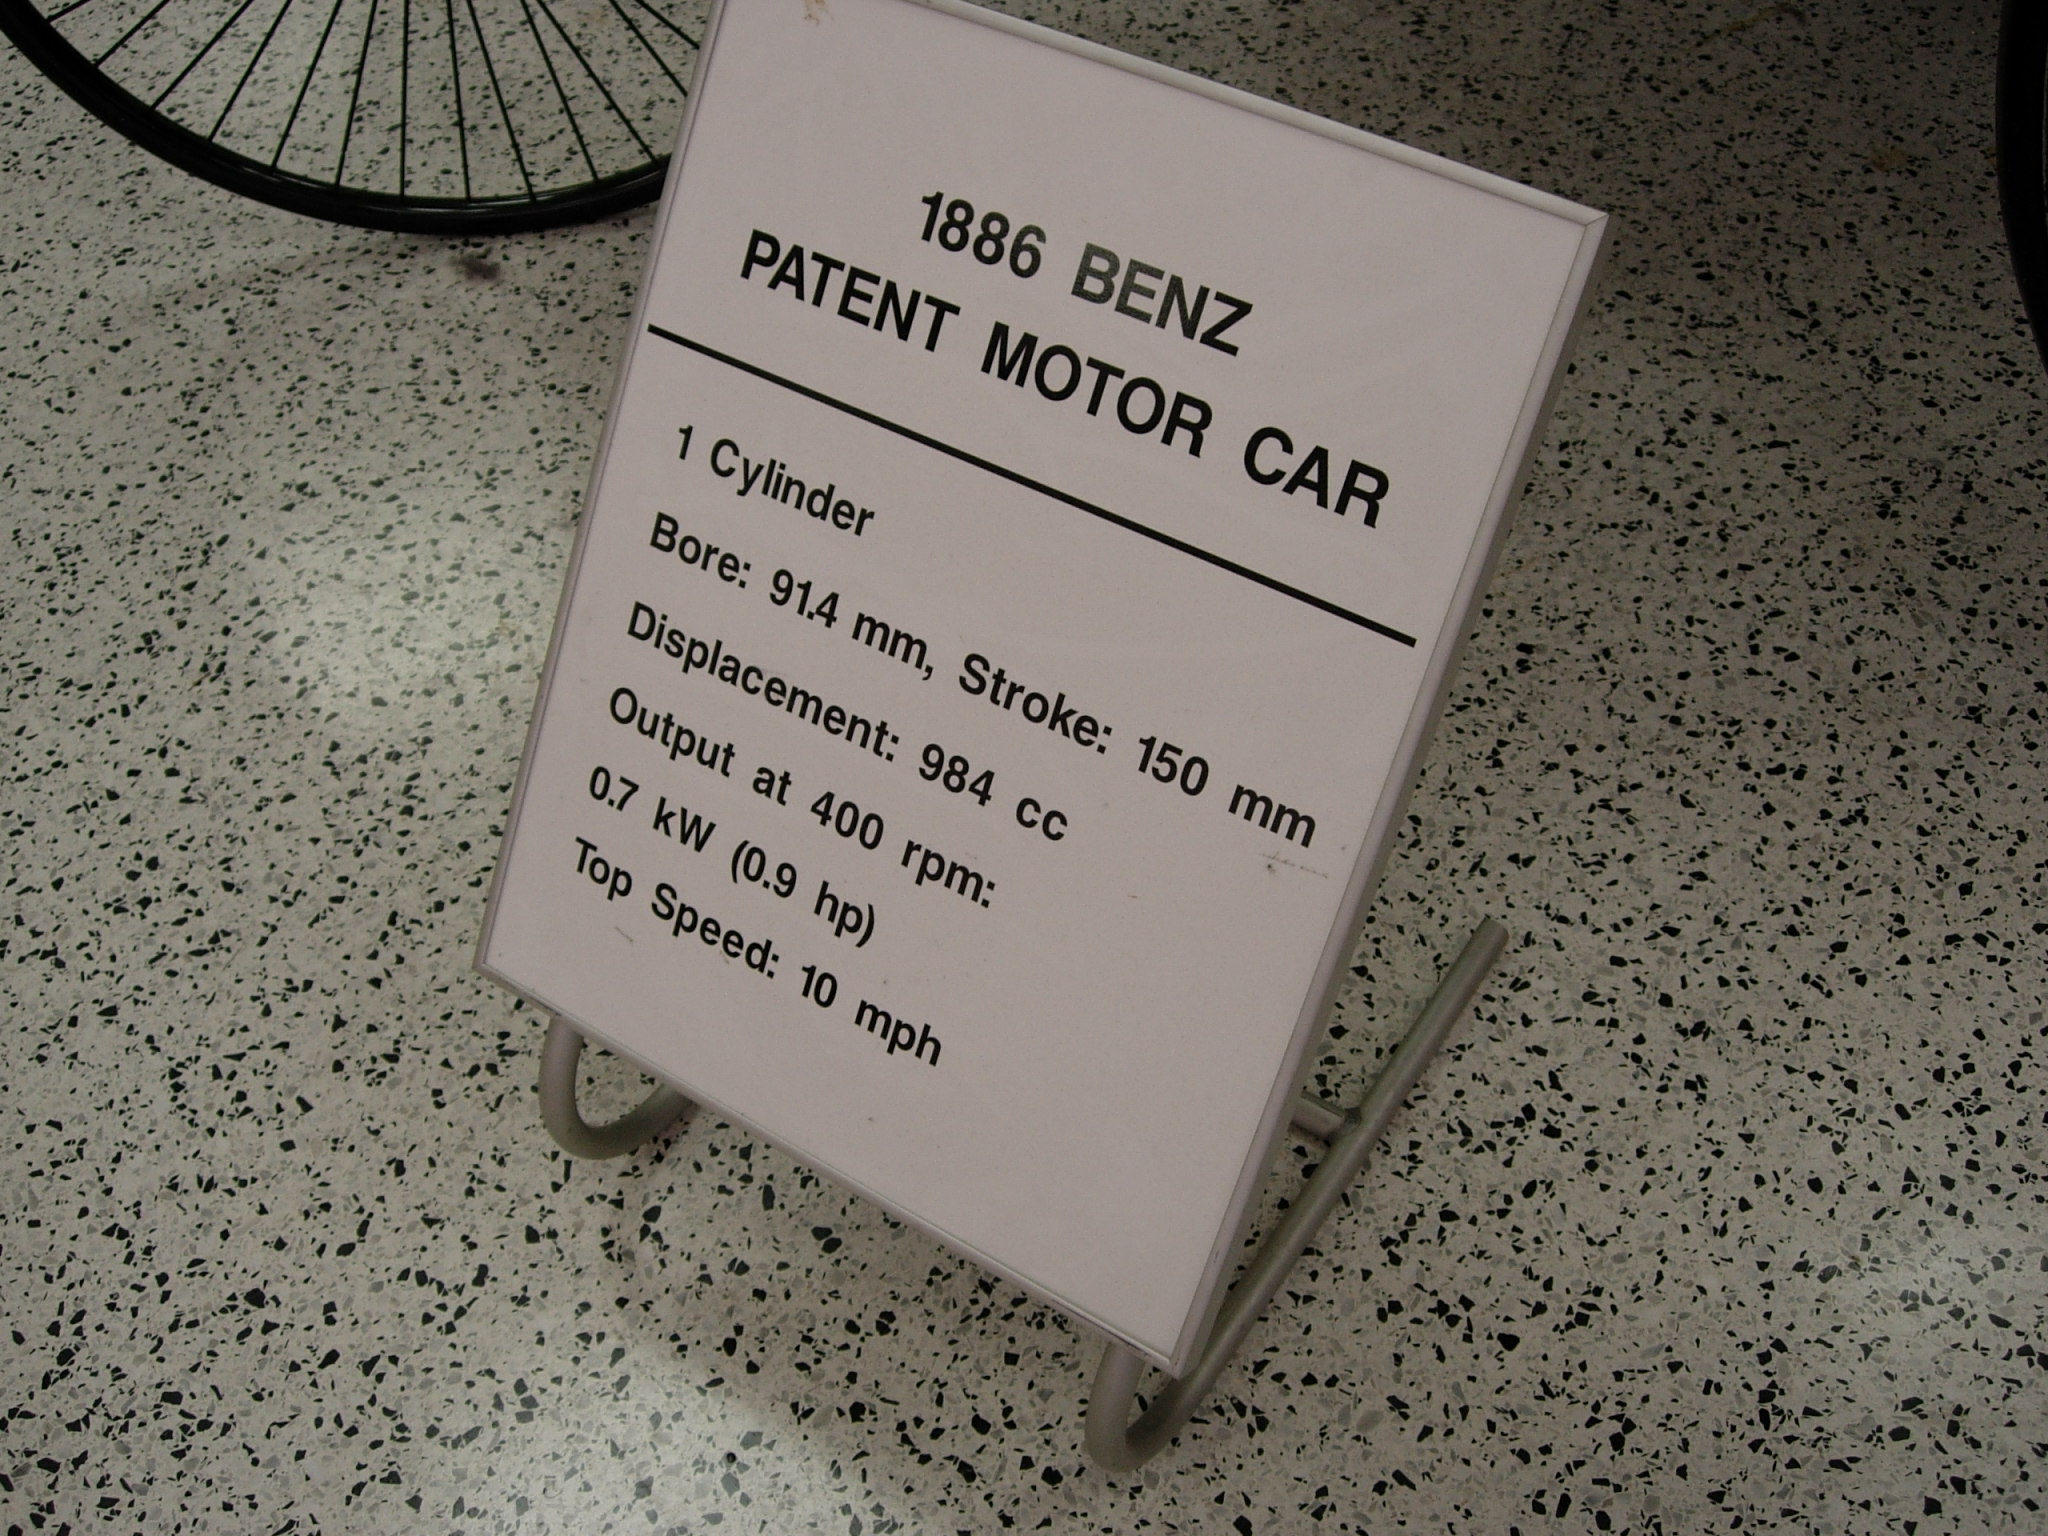 1886 BENZ
PATENT MOTOR CAR
1 Cylinder
Bore: 91.4 mm, Stroke: 150 mm
Displacement: 984 cc
Output at 400 rpm:
0.7 kW (0.9 hp)
Top Speed: 10 mph